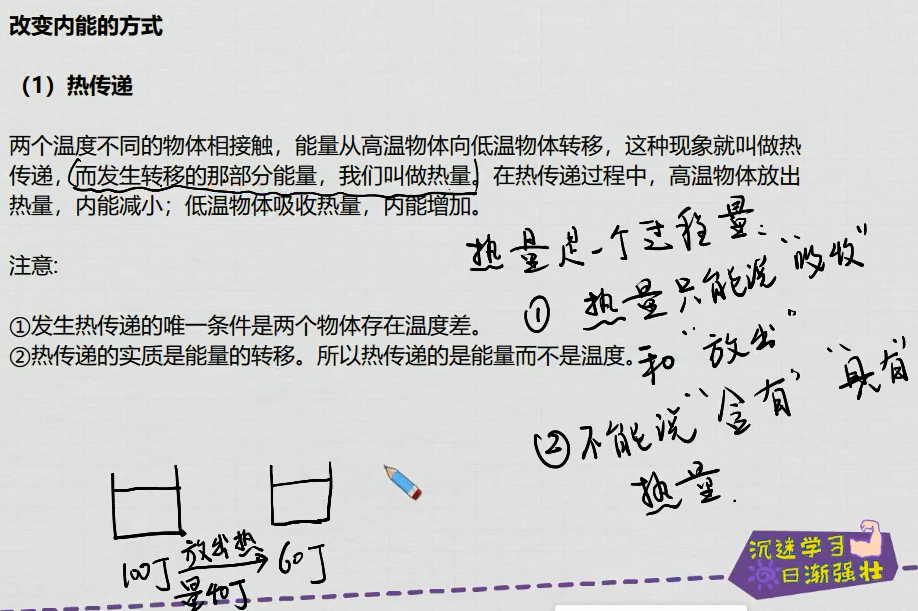 改变内能的方式
（1）热传递
两个温度不同的物体相接触，能量从高温物体向低温物体转移，这种现象就叫做热
传递，而发生转移的那部分能量，我们叫做热量。在热传递过程中，高温物体放出
热量，内能减小；低温物体吸收热量，内能增加。
注意:
①发生热传递的唯一条件是两个物体存在温度差。
②热传递的实质是能量的转移。所以热传递的是能量而不是温度。
热量是一个过程量：
① 热量只能说“吸收”
和“放出”
②不能说“含有”“具有”
热量.
100J 放出热量40J 60J
沉迷学习
日渐强壮